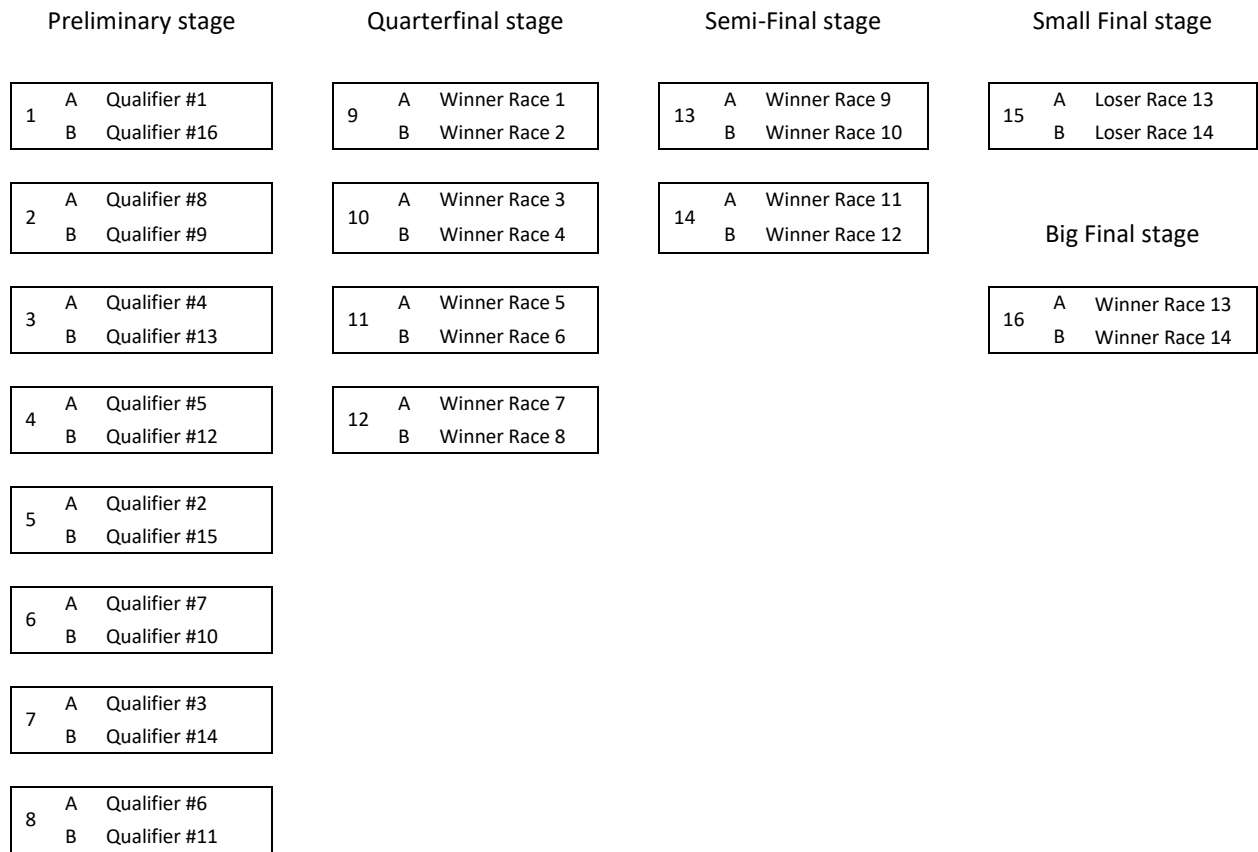 Preliminary stage
1
A Qualifier #1
B Qualifier #16
2
A Qualifier #8
B Qualifier #9
3
A Qualifier #4
B Qualifier #13
4
A Qualifier #5
B Qualifier #12
5
A Qualifier #2
B Qualifier #15
6
A Qualifier #7
B Qualifier #10
7
A Qualifier #3
B Qualifier #14
8
A Qualifier #6
B Qualifier #11
Quarterfinal stage
9
A Winner Race 1
B Winner Race 2
10
A Winner Race 3
B Winner Race 4
11
A Winner Race 5
B Winner Race 6
12
A Winner Race 7
B Winner Race 8
Semi-Final stage
13
A Winner Race 9
B Winner Race 10
14
A Winner Race 11
B Winner Race 12
Small Final stage
15
A Loser Race 13
B Loser Race 14
Big Final stage
16
A Winner Race 13
B Winner Race 14